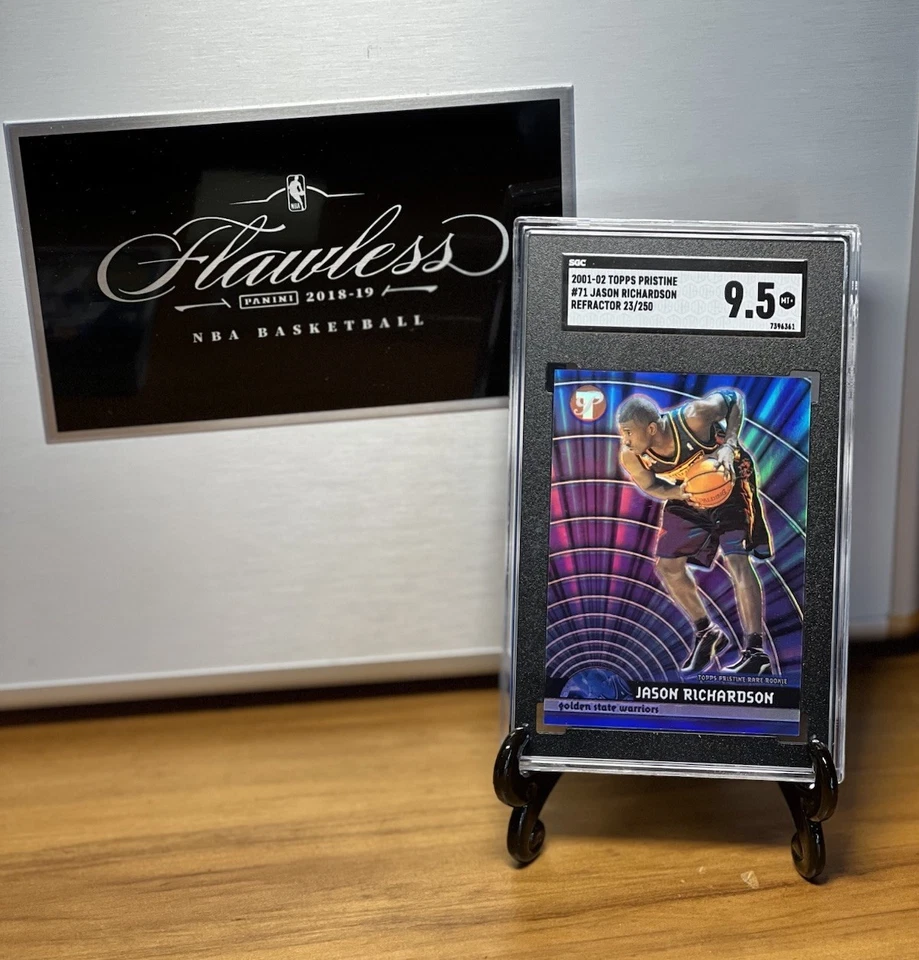 NBA
Flawless
PANINI 2018-19
NBA BASKETBALL
SGC
2001-02 TOPPS PRISTINE
#71 JASON RICHARDSON
REFRACTOR 23/250
9.5 MT+
7396361
TOPPS PRISTINE RARE ROOKIE
JASON RICHARDSON
golden state warriors